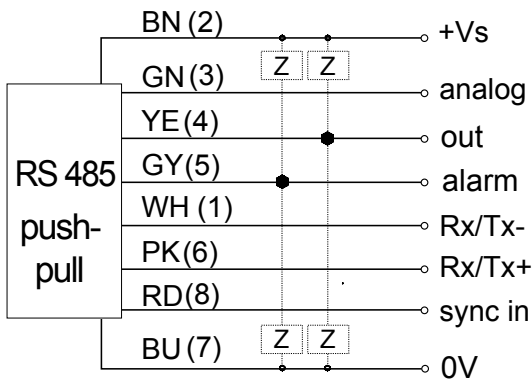 BN (2) +Vs
Z Z
GN (3) analog
YE (4) out
GY (5) alarm
RS 485
push-
pull
WH (1) Rx/Tx-
PK (6) Rx/Tx+
RD (8) sync in
Z Z
BU (7) 0V